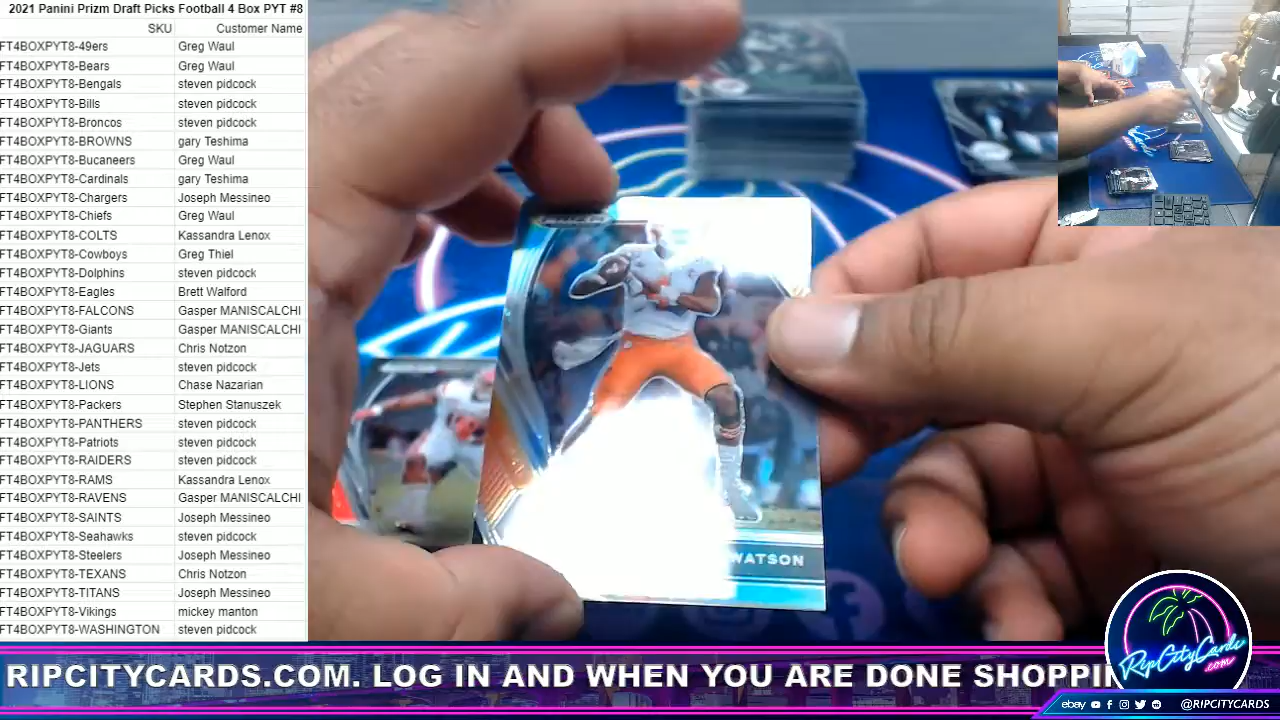 2021 Panini Prizm Draft Picks Football 4 Box PYT #8
SKU Customer Name
FT4BOXPYT8-49ers Greg Waul
FT4BOXPYT8-Bears Greg Waul
FT4BOXPYT8-Bengals steven pidcock
FT4BOXPYT8-Bills steven pidcock
FT4BOXPYT8-Broncos steven pidcock
FT4BOXPYT8-BROWNS gary Teshima
FT4BOXPYT8-Bucaneers Greg Waul
FT4BOXPYT8-Cardinals gary Teshima
FT4BOXPYT8-Chargers Joseph Messineo
FT4BOXPYT8-Chiefs Greg Waul
FT4BOXPYT8-COLTS Kassandra Lenox
FT4BOXPYT8-Cowboys Greg Thiel
FT4BOXPYT8-Dolphins steven pidcock
FT4BOXPYT8-Eagles Brett Walford
FT4BOXPYT8-FALCONS Gasper MANISCALCHI
FT4BOXPYT8-Giants Gasper MANISCALCHI
FT4BOXPYT8-JAGUARS Chris Notzon
FT4BOXPYT8-Jets steven pidcock
FT4BOXPYT8-LIONS Chase Nazarian
FT4BOXPYT8-Packers Stephen Stanuszek
FT4BOXPYT8-PANTHERS steven pidcock
FT4BOXPYT8-Patriots steven pidcock
FT4BOXPYT8-RAIDERS steven pidcock
FT4BOXPYT8-RAMS Kassandra Lenox
FT4BOXPYT8-RAVENS Gasper MANISCALCHI
FT4BOXPYT8-SAINTS Joseph Messineo
FT4BOXPYT8-Seahawks steven pidcock
FT4BOXPYT8-Steelers Joseph Messineo
FT4BOXPYT8-TEXANS Chris Notzon
FT4BOXPYT8-TITANS Joseph Messineo
FT4BOXPYT8-Vikings mickey manton
FT4BOXPYT8-WASHINGTON steven pidcock
WATSON
RIPCITYCARDS.COM. LOG IN AND WHEN YOU ARE DONE SHOPPIN
RipCityCards
.com
ebay @RIPCITYCARDS